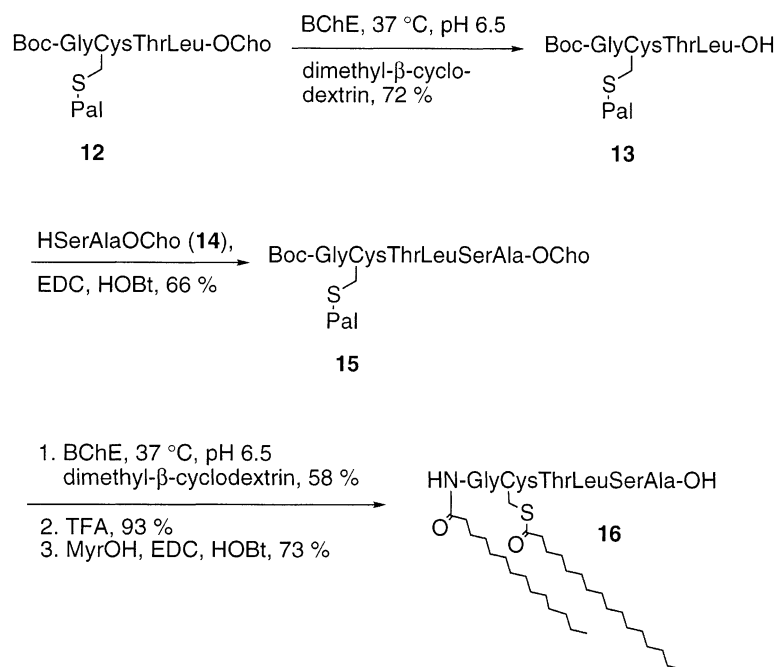 BChE, 37 °C, pH 6.5
Boc-GlyCysThrLeu-OCho
Boc-GlyCysThrLeu-OH
dimethyl-β-cyclo-
dextrin, 72 %
S
Pal
S
Pal
12
13
HSerAlaOCho (14),
Boc-GlyCysThrLeuSerAla-OCho
EDC, HOBt, 66 %
S
Pal
15
1. BChE, 37 °C, pH 6.5
dimethyl-β-cyclodextrin, 58 %
HN-GlyCysThrLeuSerAla-OH
S
16
2. TFA, 93 %
O
O
3. MyrOH, EDC, HOBt, 73 %